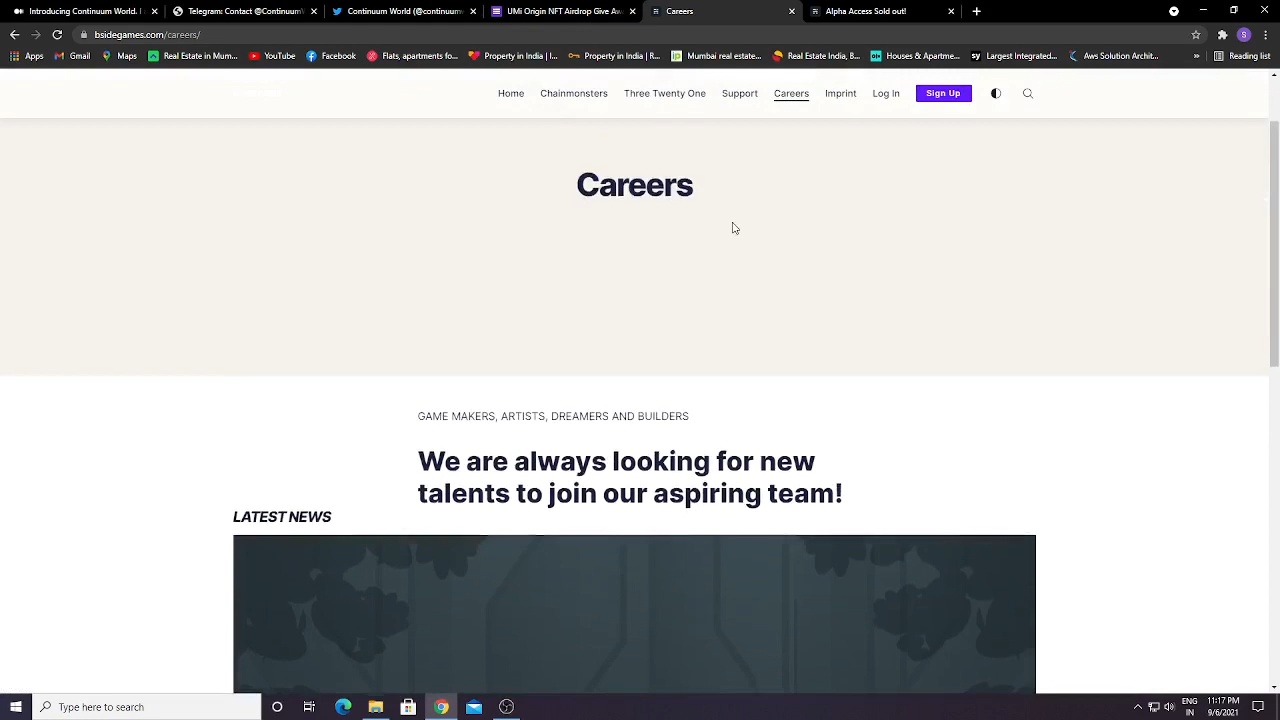 Introducing Continuum World.
Telegram: Contact @Continuum
Continuum World (@continuum
UMI Online NFT Airdrop Give Aw
Careers
Alpha Access Sold out!
bsidegames.com/careers/
S
Apps
Gmail
Maps
Real Estate in Mum...
YouTube
Facebook
Flats, apartments fo...
Property in India | I...
Property in India | R...
Mumbai real estate...
Real Estate India, B...
Houses & Apartme...
Largest Integrated...
Aws Solution Archit...
»
Reading list
Home
Chainmonsters
Three Twenty One
Support
Careers
Imprint
Log In
Sign Up
Careers
GAME MAKERS, ARTISTS, DREAMERS AND BUILDERS
We are always looking for new
talents to join our aspiring team!
LATEST NEWS
Type here to search
ENG
IN
11:17 PM
9/6/2021